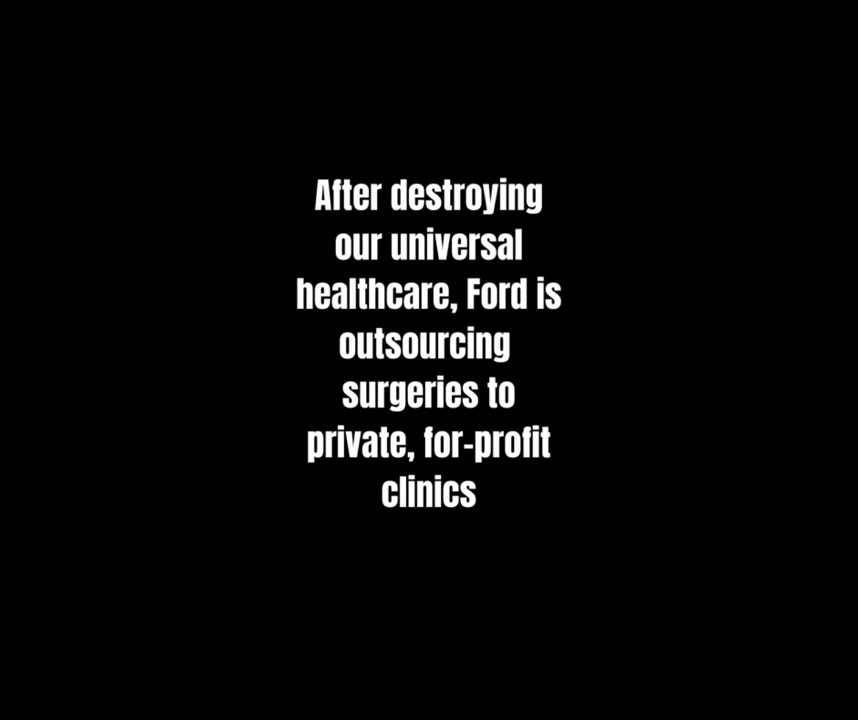 After destroying
our universal
healthcare, Ford is
outsourcing
surgeries to
private, for-profit
clinics